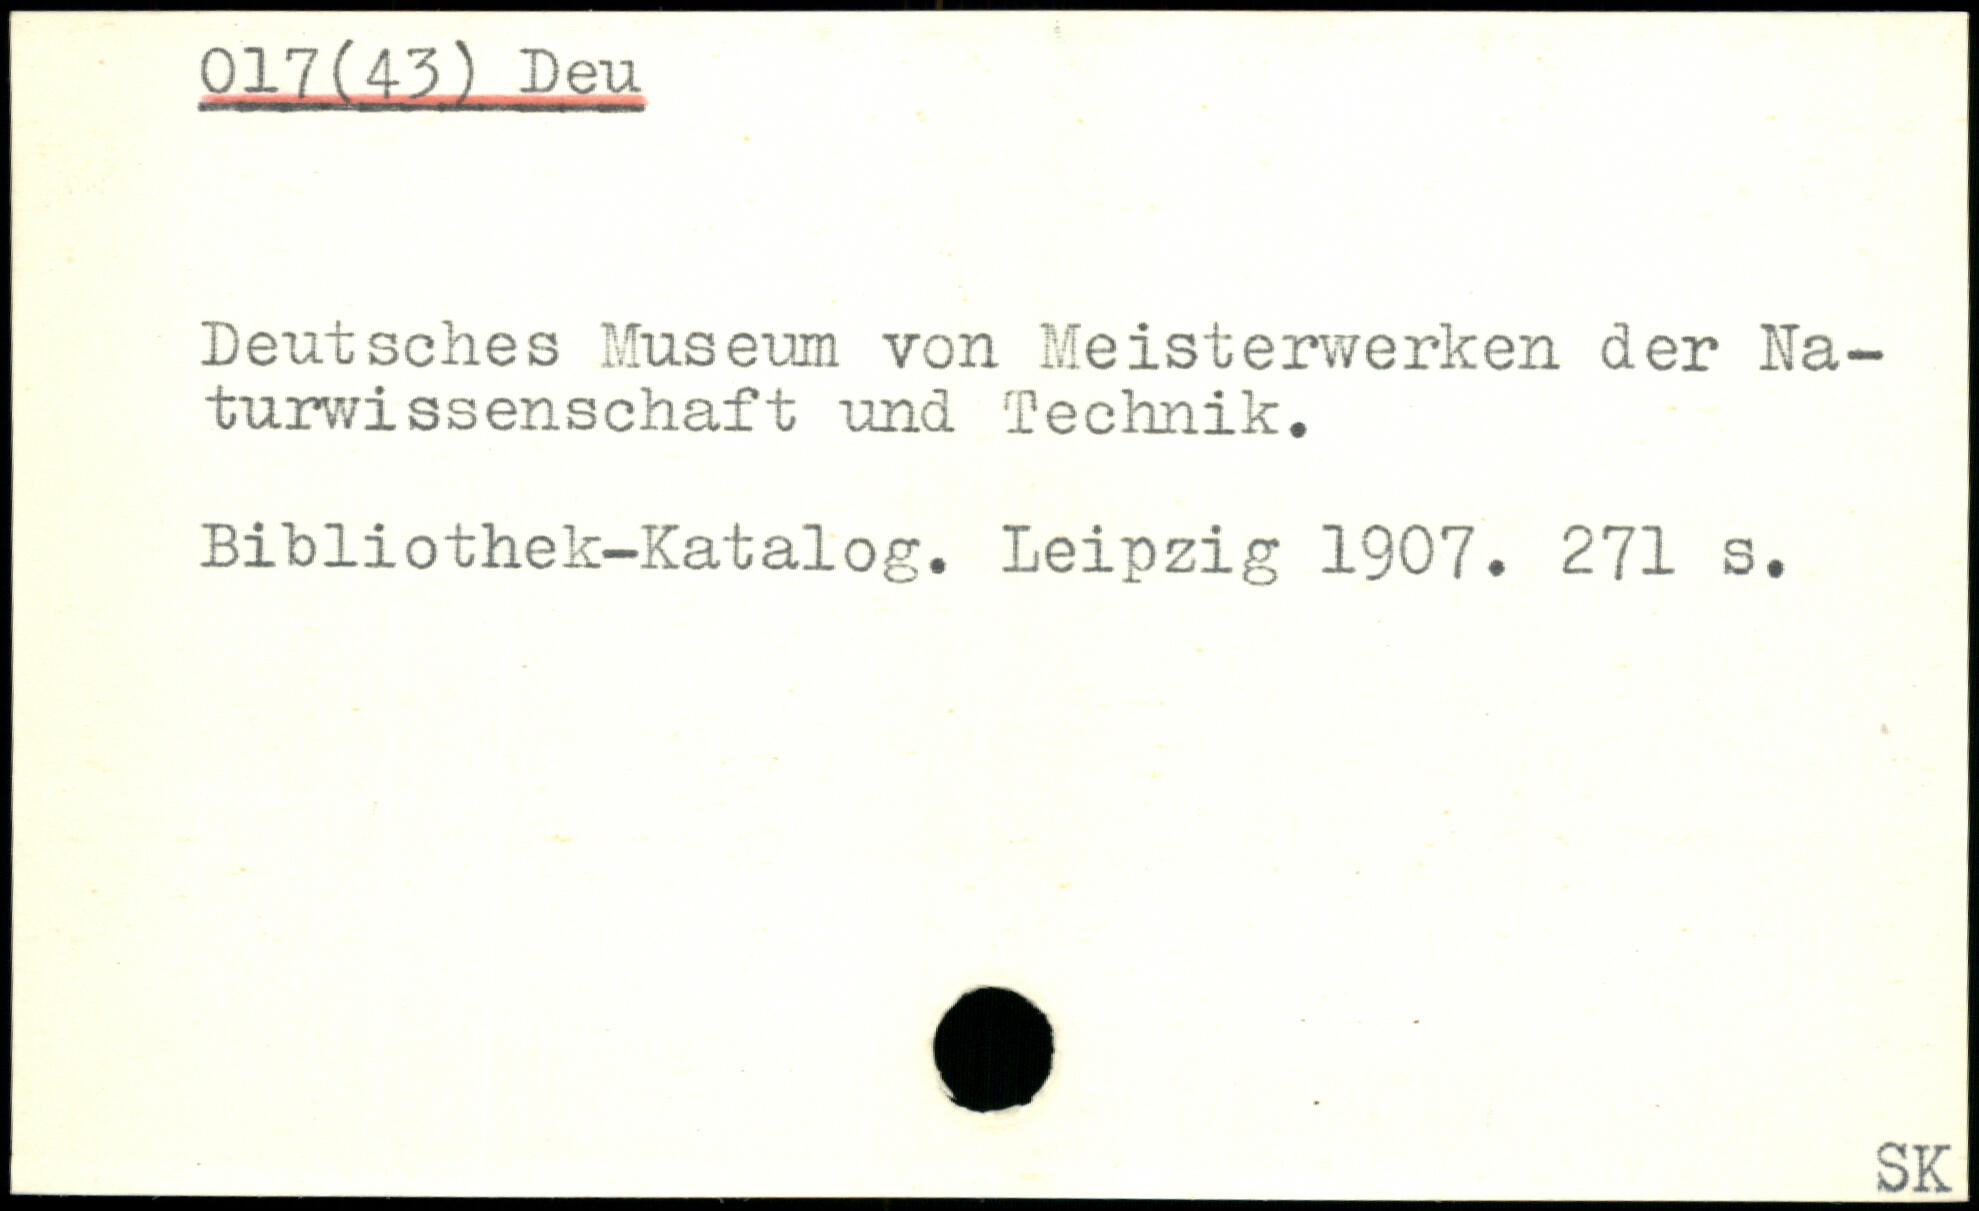 017(43) Deu
Deutsches Museum von Meisterwerken der Na-
turwissenschaft und Technik.
Bibliothek-Katalog. Leipzig 1907. 271 s.
SK